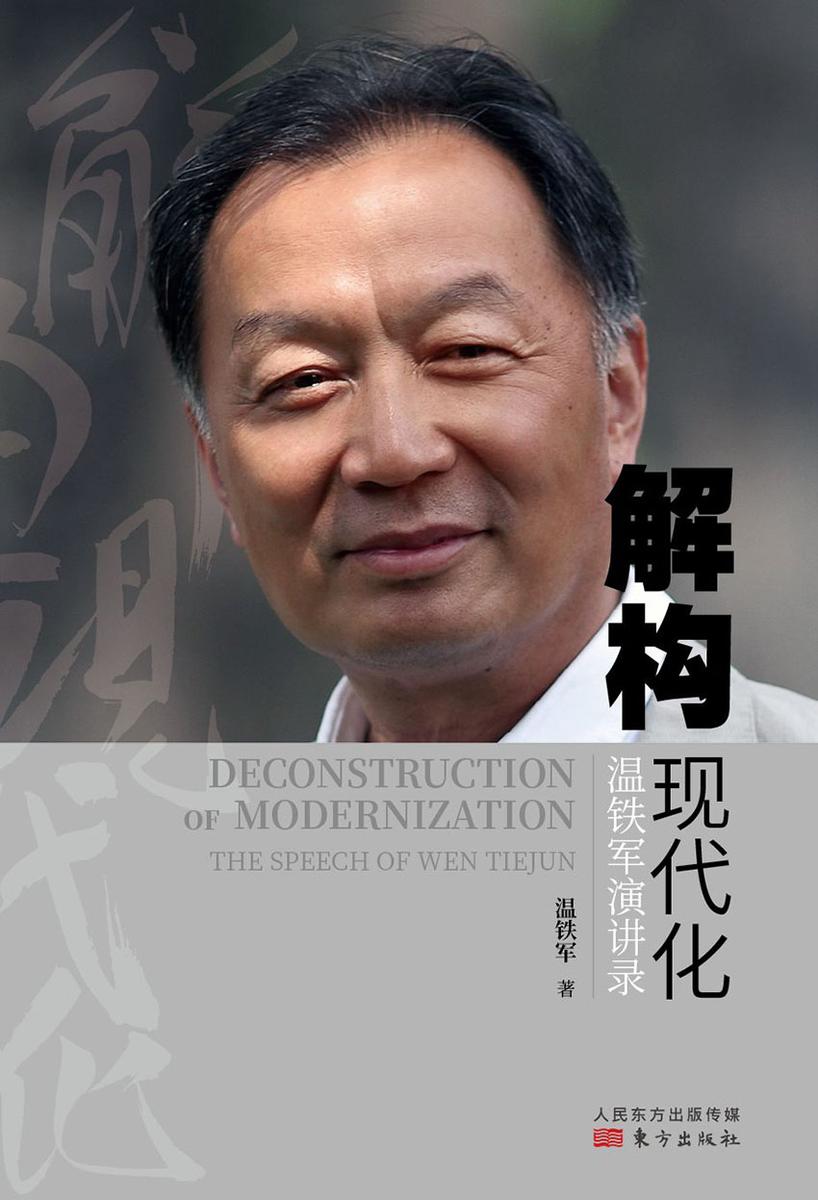 解构
现代化
温铁军演讲录
DECONSTRUCTION
OF MODERNIZATION
THE SPEECH OF WEN TIEJUN
温铁军 著
人民东方出版传媒
东方出版社